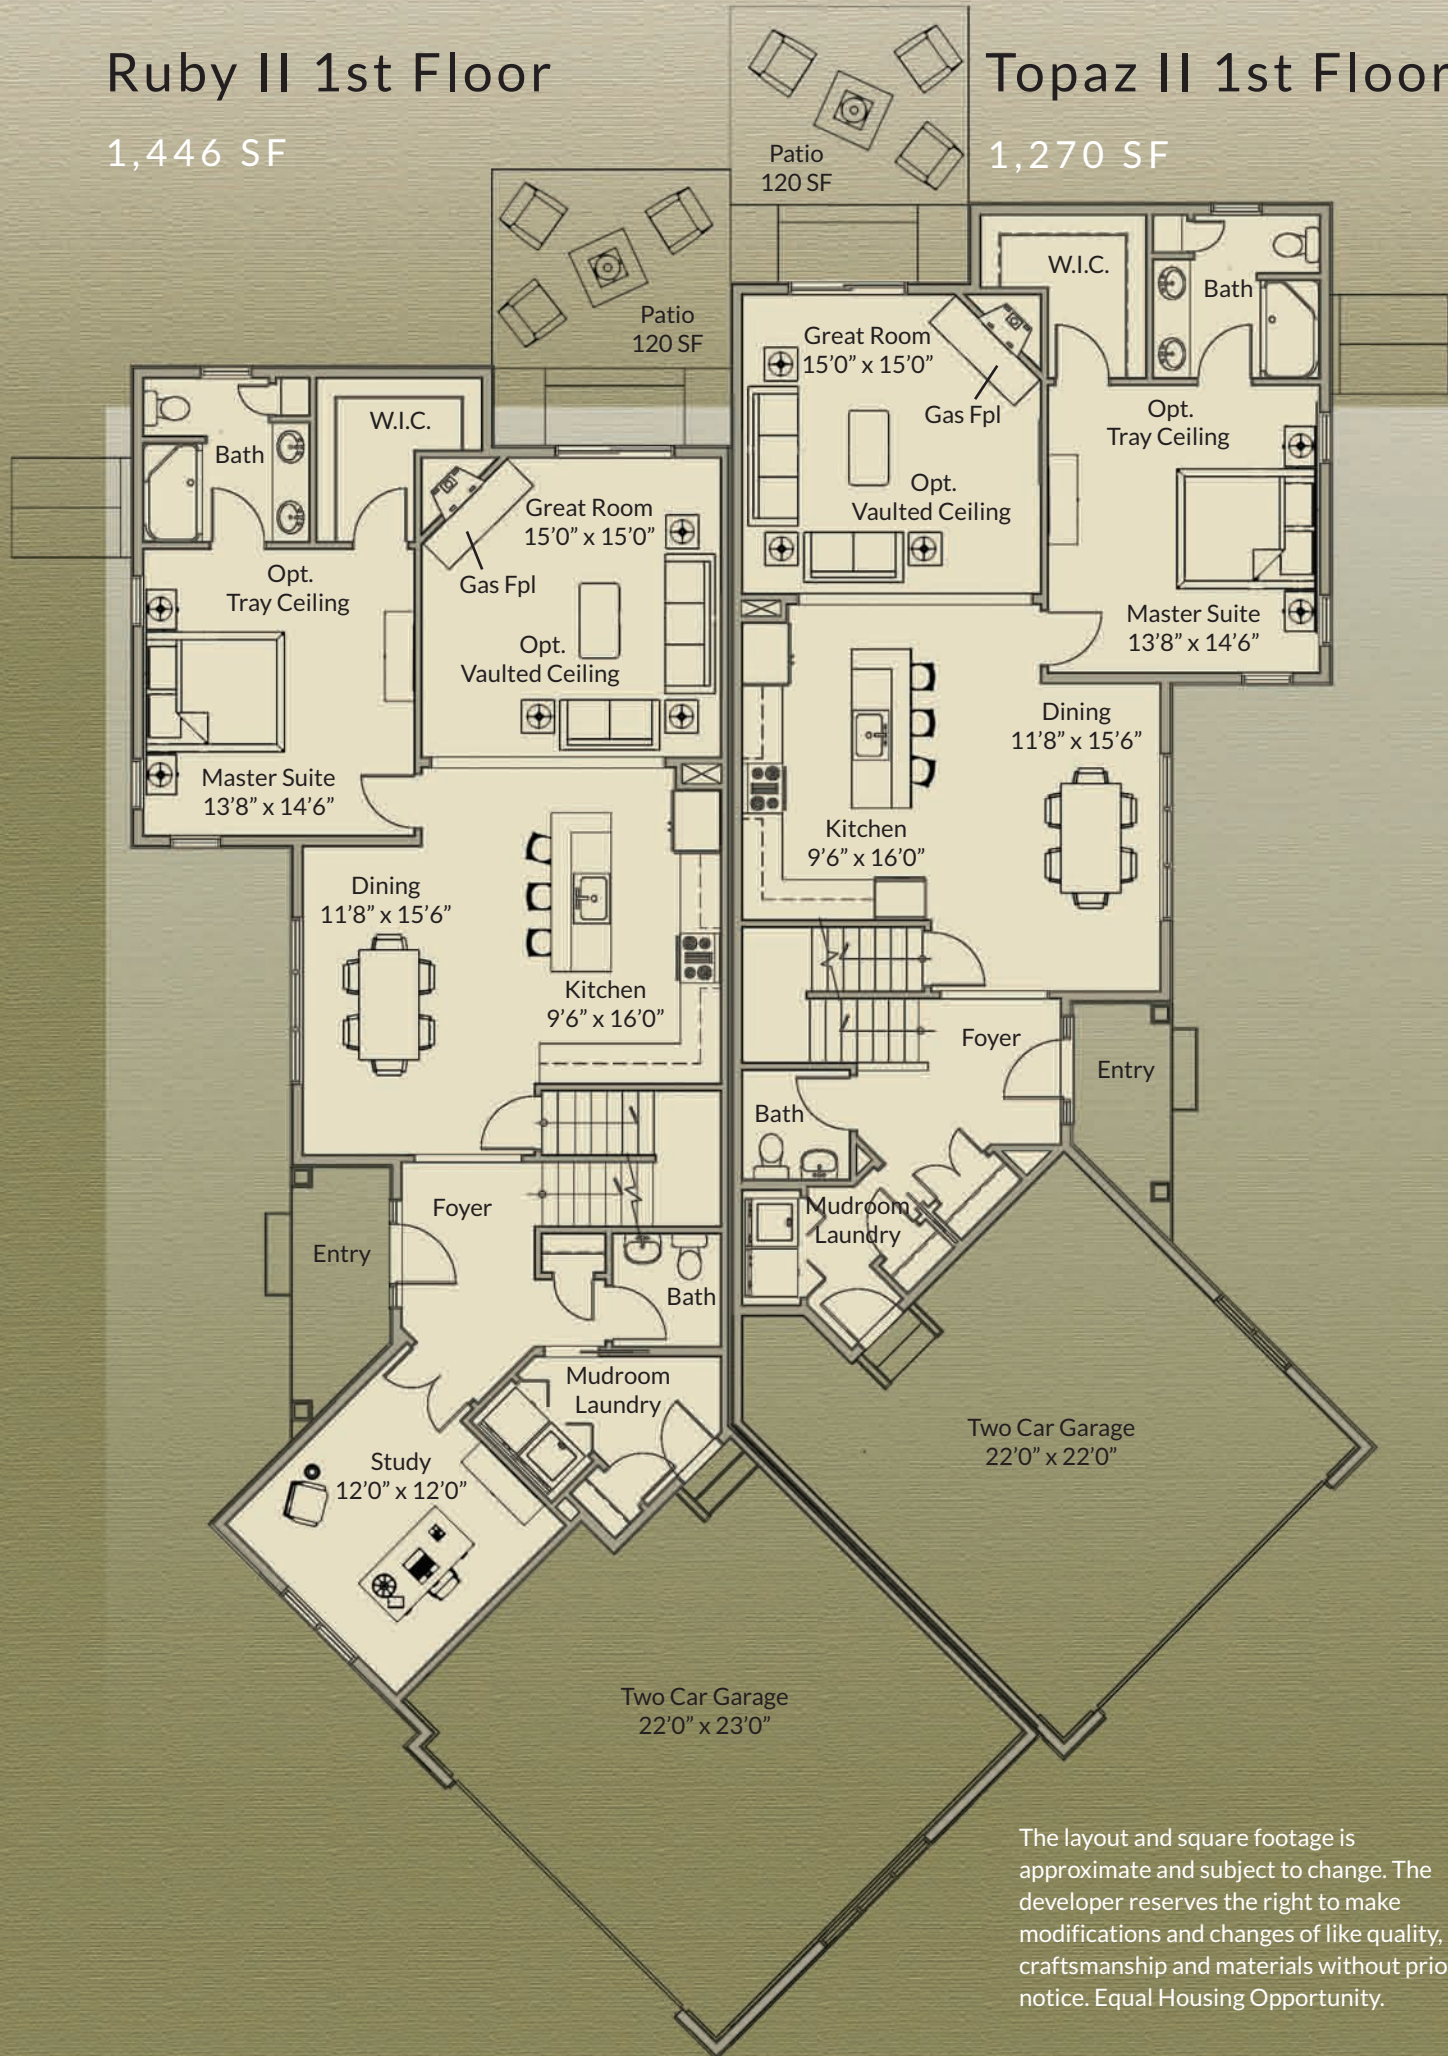 Ruby II 1st Floor
1,446 SF
Topaz II 1st Floor
1,270 SF
Patio
120 SF
Patio
120 SF
W.I.C.
Bath
Great Room
15’0” x 15’0”
Gas Fpl
Opt.
Tray Ceiling
Opt.
Vaulted Ceiling
Master Suite
13’8” x 14’6”
Dining
11’8” x 15’6”
Kitchen
9’6” x 16’0”
Foyer
Entry
Bath
Mudroom
Laundry
Two Car Garage
22’0” x 22’0”
W.I.C.
Bath
Great Room
15’0” x 15’0”
Gas Fpl
Opt.
Tray Ceiling
Opt.
Vaulted Ceiling
Master Suite
13’8” x 14’6”
Dining
11’8” x 15’6”
Kitchen
9’6” x 16’0”
Foyer
Entry
Bath
Mudroom
Laundry
Study
12’0” x 12’0”
Two Car Garage
22’0” x 23’0”
The layout and square footage is
approximate and subject to change. The
developer reserves the right to make
modifications and changes of like quality,
craftsmanship and materials without prio
notice. Equal Housing Opportunity.